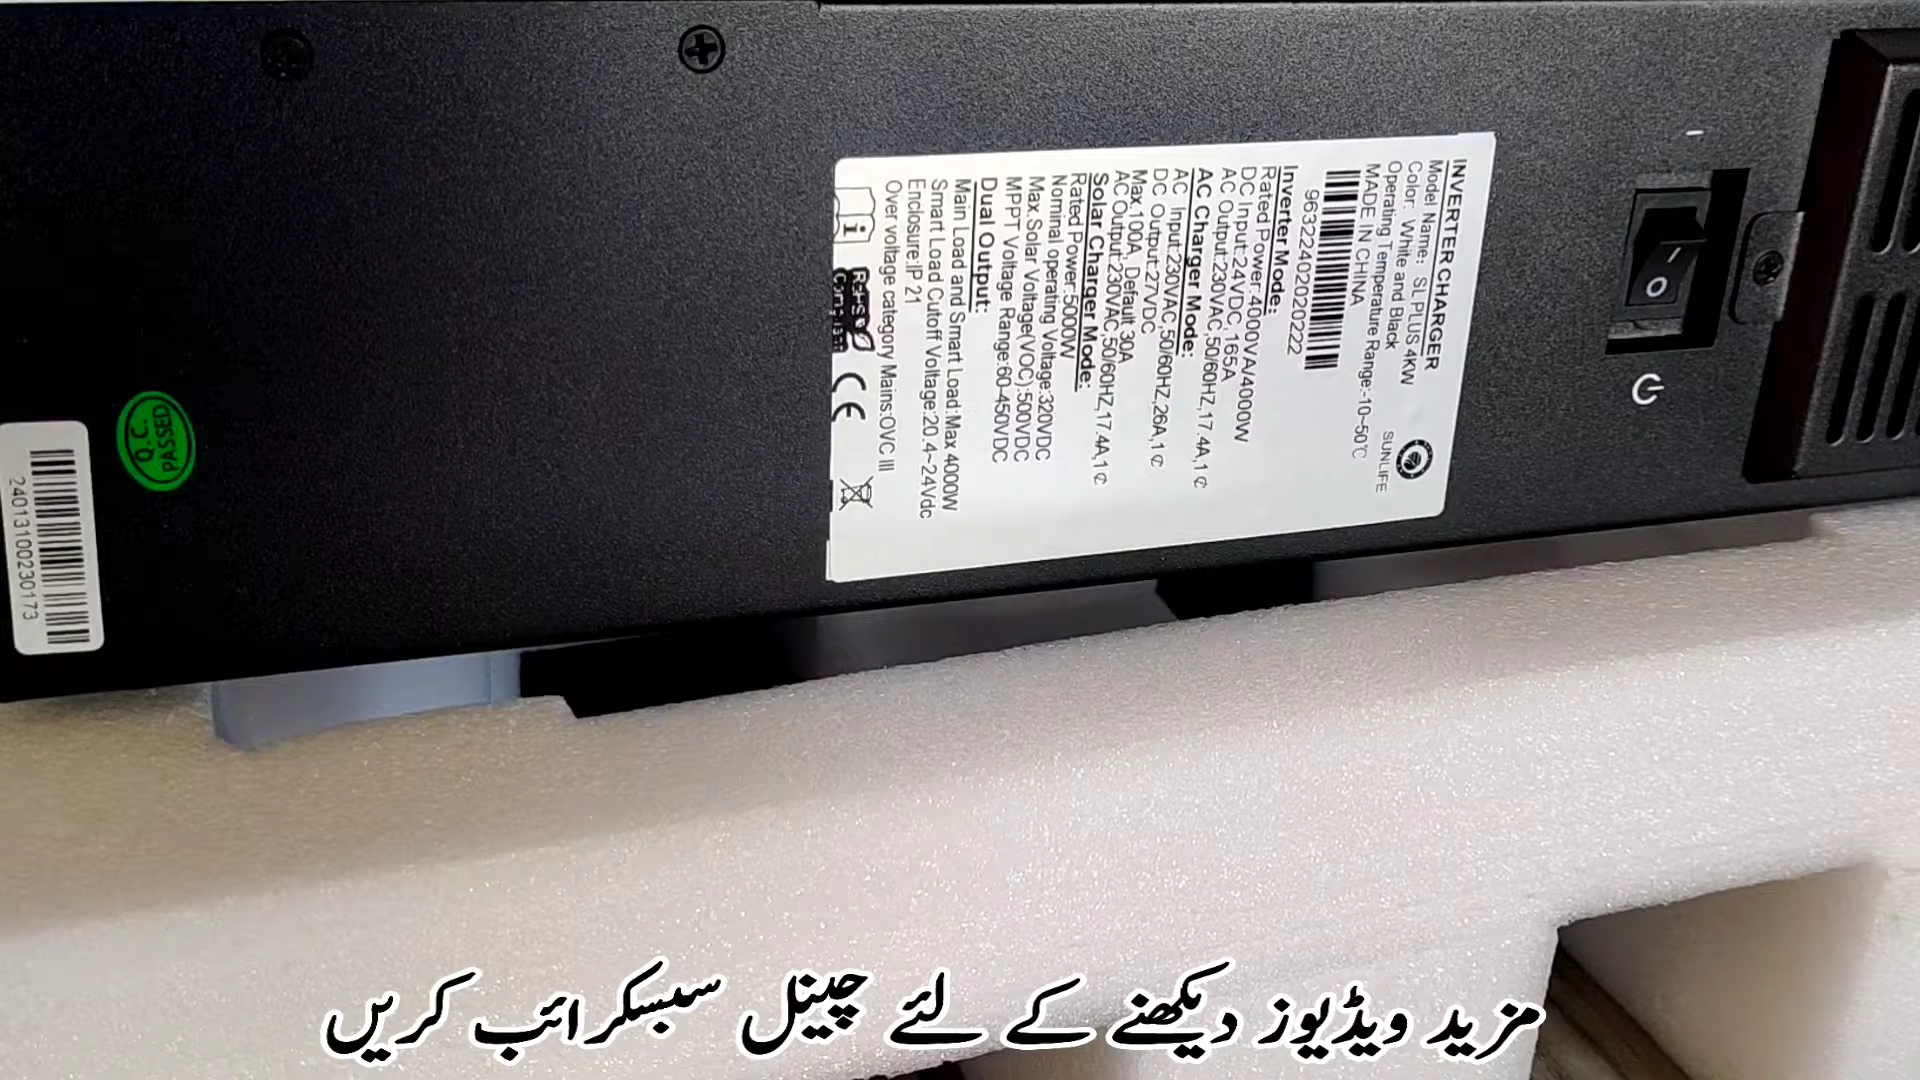 INVERTER CHARGER
Model Name: SL PLUS 4KW
Color: White and Black
Operating Temperature Range:-10~50℃
MADE IN CHINA
SUNLIFE
96322402020222
Inverter Mode:
Rated Power:4000VA/4000W
DC Input:24VDC, 165A
AC Output:230VAC,50/60HZ,17.4A,1¢
AC Charger Mode:
AC Input:230VAC,50/60HZ,26A,1¢
DC Output:27VDC,
Max.100A, Default 30A
AC Output:230VAC,50/60HZ,17.4A,1¢
Solar Charger Mode:
Rated Power:5000W
Nominal operating Voltage:320VDC
Max.Solar Voltage(VOC):500VDC
MPPT Voltage Range:60-450VDC
Dual Output:
Main Load and Smart Load:Max 4000W
Smart Load Cutoff Voltage:20.4~24Vdc
Enclosure:IP 21
Over voltage category Mains:OVC III
RoHS
CE
Q.C
PASSED
2401310023０173
مزید ویڈیوز دیکھنے کے لئے چینل سبسکرائب کریں